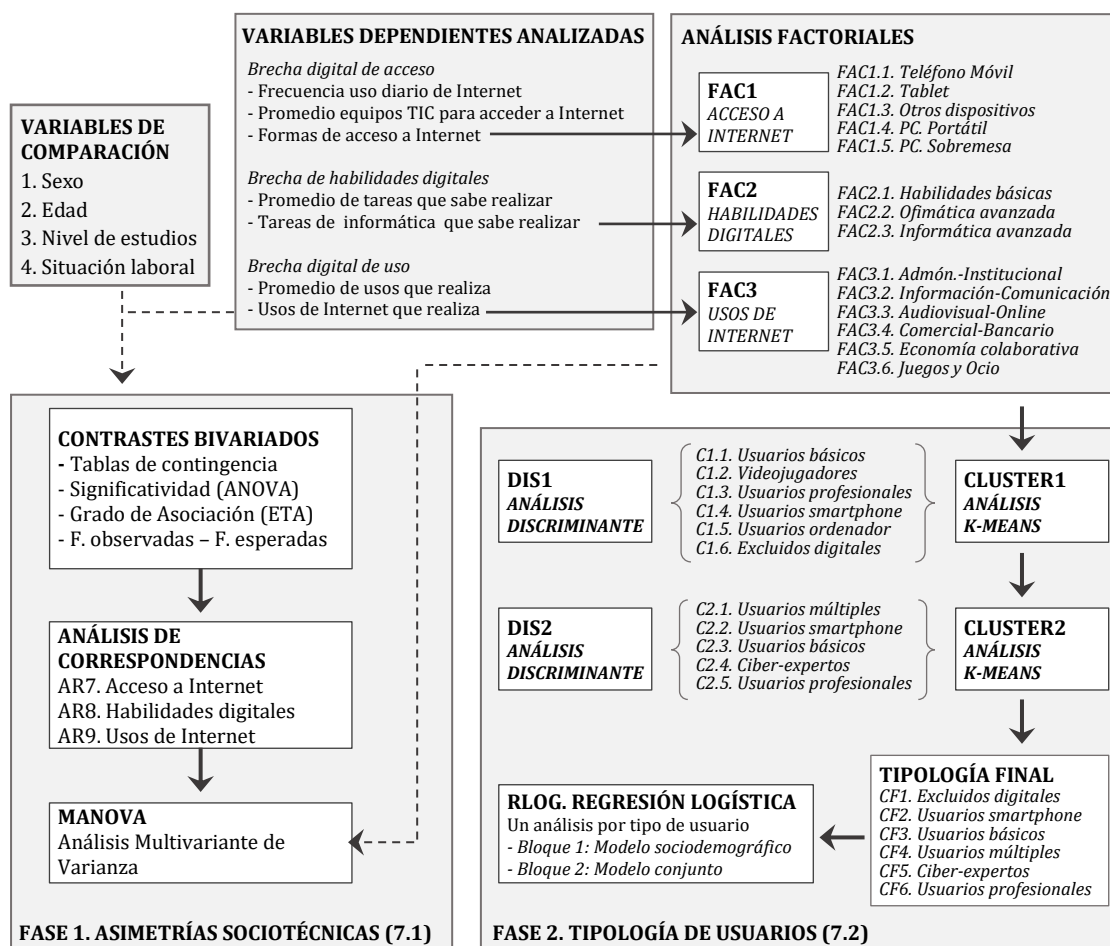 VARIABLES DE
COMPARACIÓN
1. Sexo
2. Edad
3. Nivel de estudios
4. Situación laboral
VARIABLES DEPENDIENTES ANALIZADAS
Brecha digital de acceso
- Frecuencia uso diario de Internet
- Promedio equipos TIC para acceder a Internet
- Formas de acceso a Internet
Brecha de habilidades digitales
- Promedio de tareas que sabe realizar
- Tareas de informática que sabe realizar
Brecha digital de uso
- Promedio de usos que realiza
- Usos de Internet que realiza
ANÁLISIS FACTORIALES
FAC1
ACCESO A
INTERNET
FAC1.1. Teléfono Móvil
FAC1.2. Tablet
FAC1.3. Otros dispositivos
FAC1.4. PC. Portátil
FAC1.5. PC. Sobremesa
FAC2
HABILIDADES
DIGITALES
FAC2.1. Habilidades básicas
FAC2.2. Ofimática avanzada
FAC2.3. Informática avanzada
FAC3
USOS DE
INTERNET
FAC3.1. Admón.-Institucional
FAC3.2. Información-Comunicación
FAC3.3. Audiovisual-Online
FAC3.4. Comercial-Bancario
FAC3.5. Economía colaborativa
FAC3.6. Juegos y Ocio
CONTRASTES BIVARIADOS
- Tablas de contingencia
- Significatividad (ANOVA)
- Grado de Asociación (ETA)
- F. observadas – F. esperadas
ANÁLISIS DE
CORRESPONDENCIAS
AR7. Acceso a Internet
AR8. Habilidades digitales
AR9. Usos de Internet
MANOVA
Análisis Multivariante de
Varianza
FASE 1. ASIMETRÍAS SOCIOTÉCNICAS (7.1)
DIS1
ANÁLISIS
DISCRIMINANTE
C1.1. Usuarios básicos
C1.2. Videojugadores
C1.3. Usuarios profesionales
C1.4. Usuarios smartphone
C1.5. Usuarios ordenador
C1.6. Excluidos digitales
CLUSTER1
ANÁLISIS
K-MEANS
DIS2
ANÁLISIS
DISCRIMINANTE
C2.1. Usuarios múltiples
C2.2. Usuarios smartphone
C2.3. Usuarios básicos
C2.4. Ciber-expertos
C2.5. Usuarios profesionales
CLUSTER2
ANÁLISIS
K-MEANS
RLOG. REGRESIÓN LOGÍSTICA
Un análisis por tipo de usuario
- Bloque 1: Modelo sociodemográfico
- Bloque 2: Modelo conjunto
TIPOLOGÍA FINAL
CF1. Excluidos digitales
CF2. Usuarios smartphone
CF3. Usuarios básicos
CF4. Usuarios múltiples
CF5. Ciber-expertos
CF6. Usuarios profesionales
FASE 2. TIPOLOGÍA DE USUARIOS (7.2)